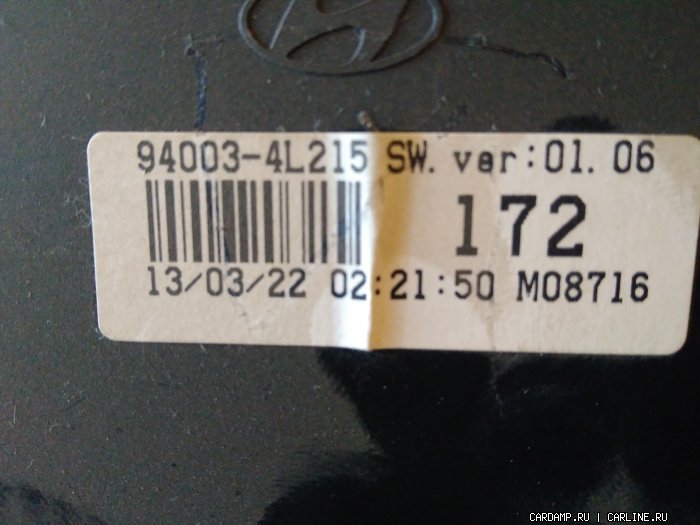 94003-4L215 SW. ver:01. 06
172
13/03/22 02:21:50 M08716
CARDAMP.RU | CARLINE.RU